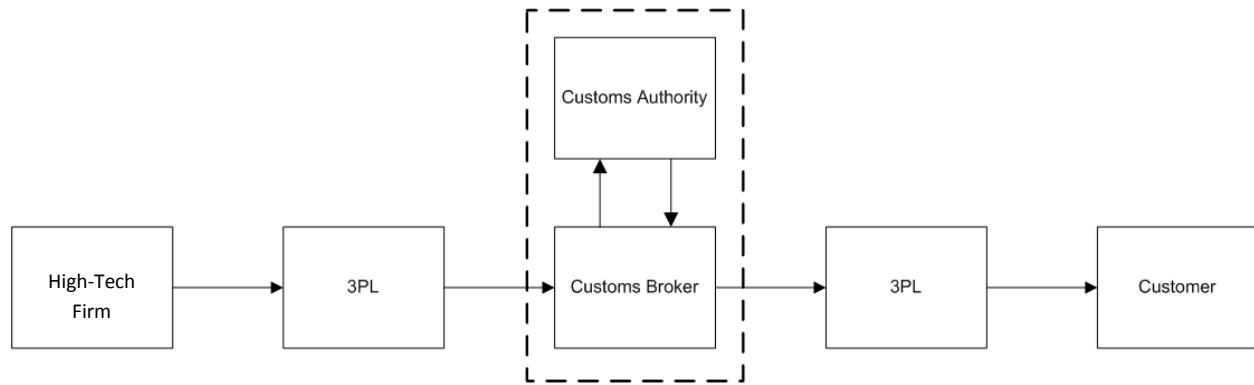 Customs Authority
High-Tech
Firm
3PL
Customs Broker
3PL
Customer